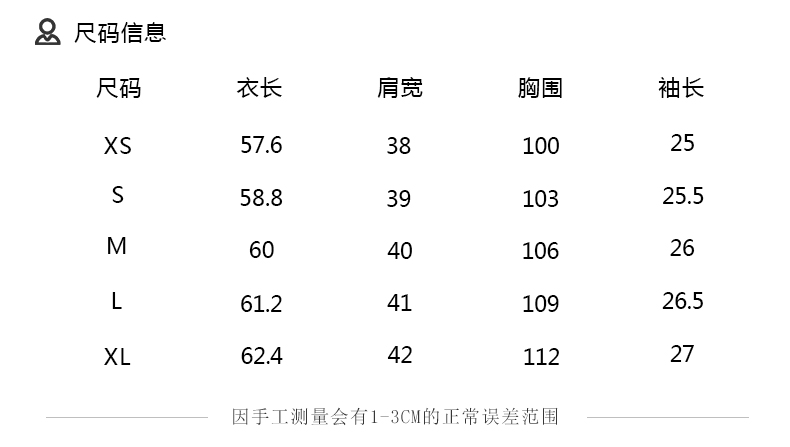 尺码信息
尺码 衣长 肩宽 胸围 袖长
XS 57.6 38 100 25
S 58.8 39 103 25.5
M 60 40 106 26
L 61.2 41 109 26.5
XL 62.4 42 112 27
因手工测量会有1-3CM的正常误差范围